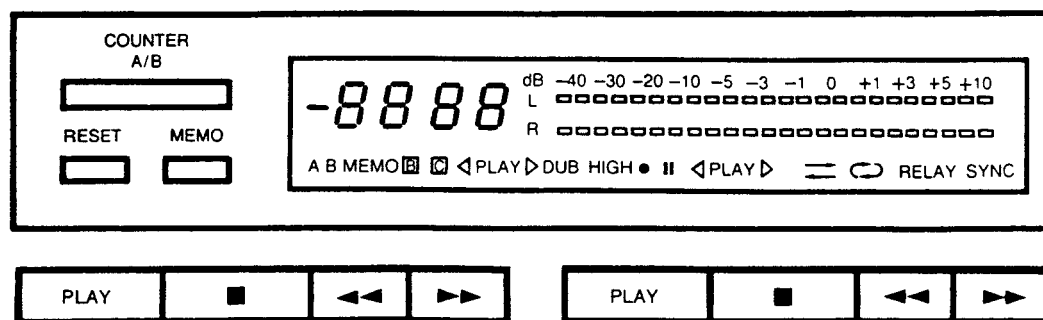 COUNTER
A/B
RESET MEMO
-8888
dB -40 -30 -20 -10 -5 -3 -1 0 +1 +3 +5 +10
L
R
A B MEMO B C ◁ PLAY ▷ DUB HIGH ● II ◁ PLAY ▷ RELAY SYNC
PLAY ■ ◀◀ ▶▶ PLAY ■ ◀◀ ▶▶